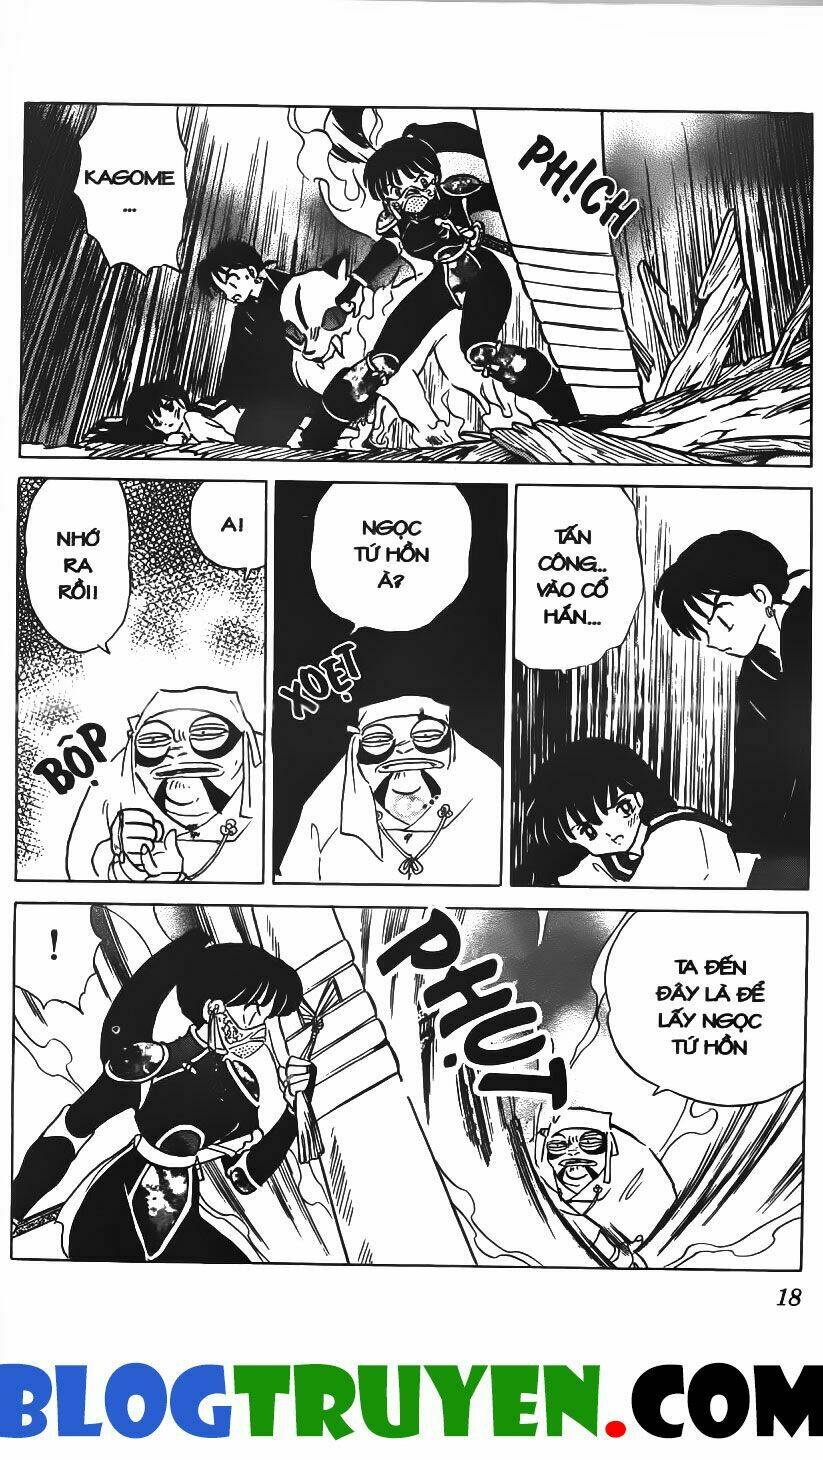 KAGOME
...
PHỊCH
NHỚ
RA
RỒI!
A!
BỘP
NGỌC
TỨ HỒN
À?
XOẸT
TẤN
CÔNG...
VÀO CỔ
HẮN...
!
PHỤT
TA ĐẾN
ĐÂY LÀ ĐỂ
LẤY NGỌC
TỨ HỒN
18
BLOGTRUYEN.COM